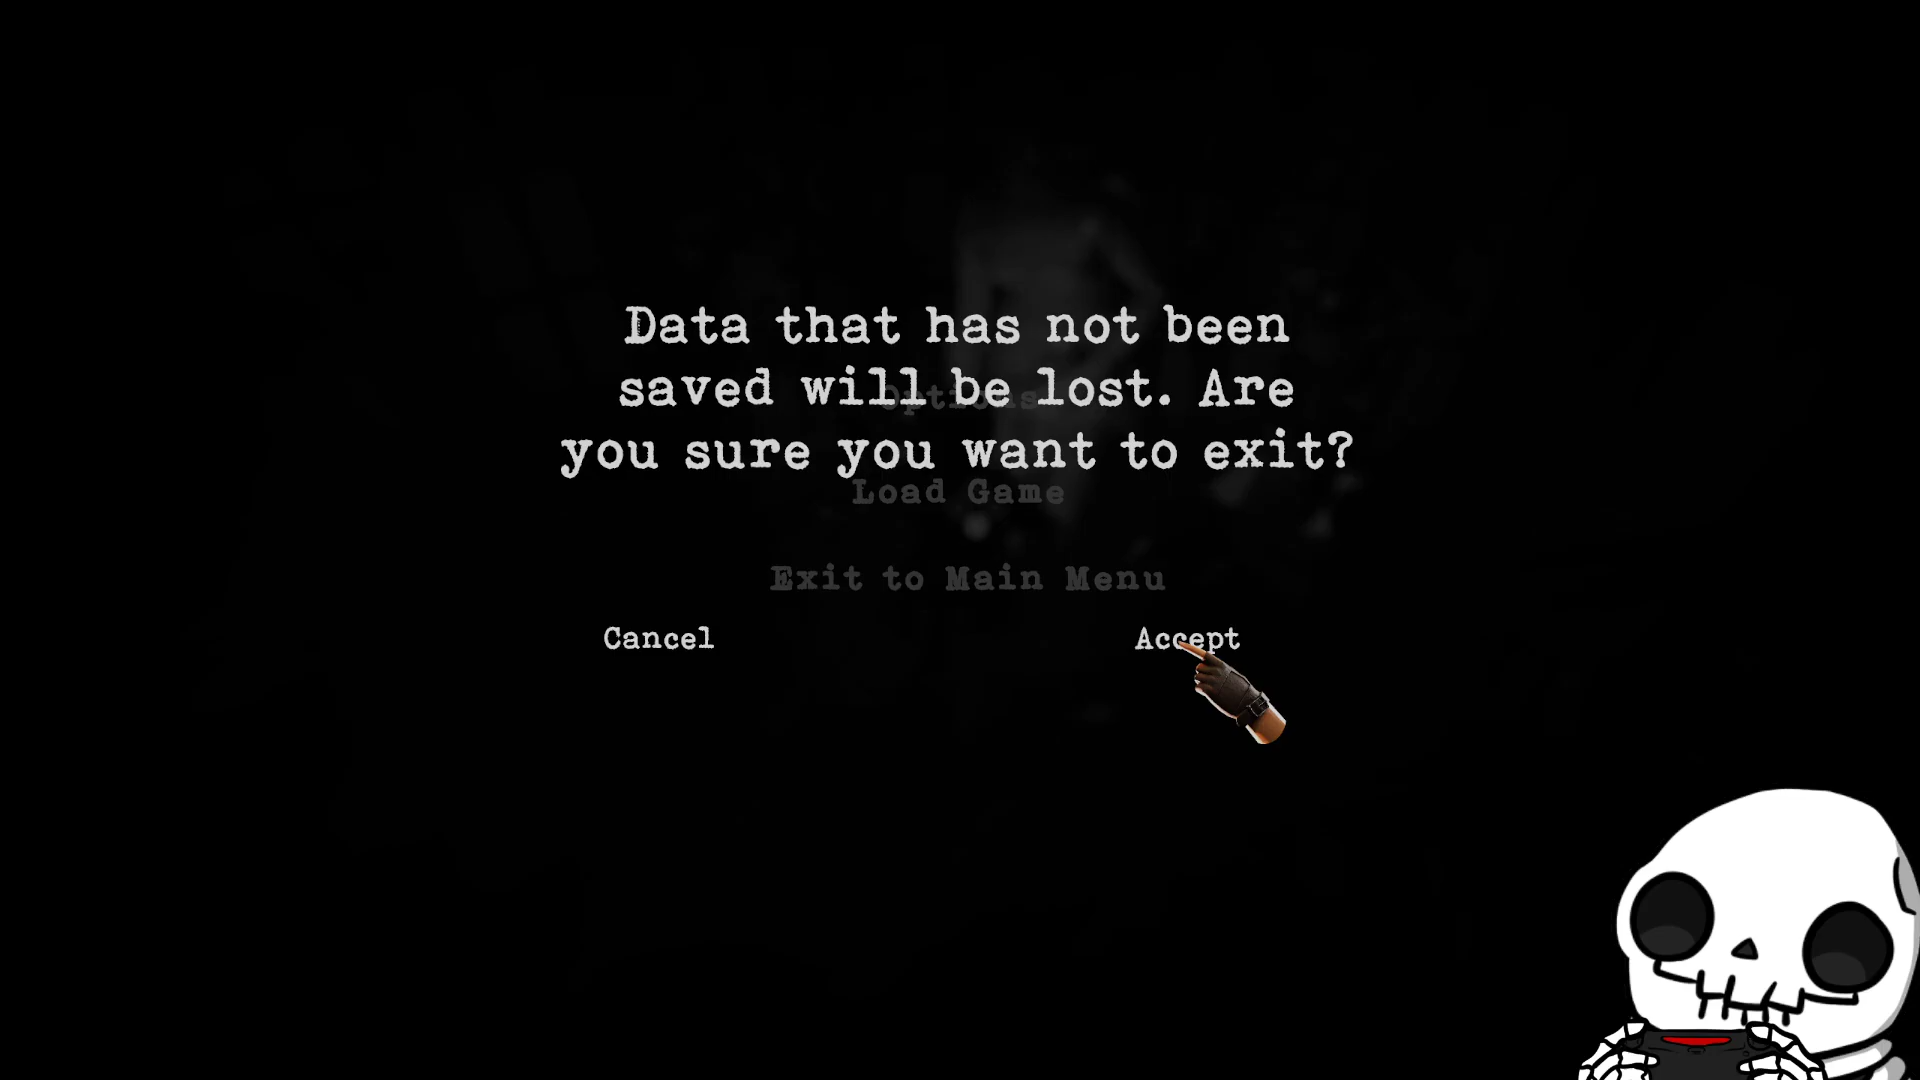 Data that has not been
saved will be lost. Are
you sure you want to exit?
Options
Load Game
Exit to Main Menu
Cancel
Accept